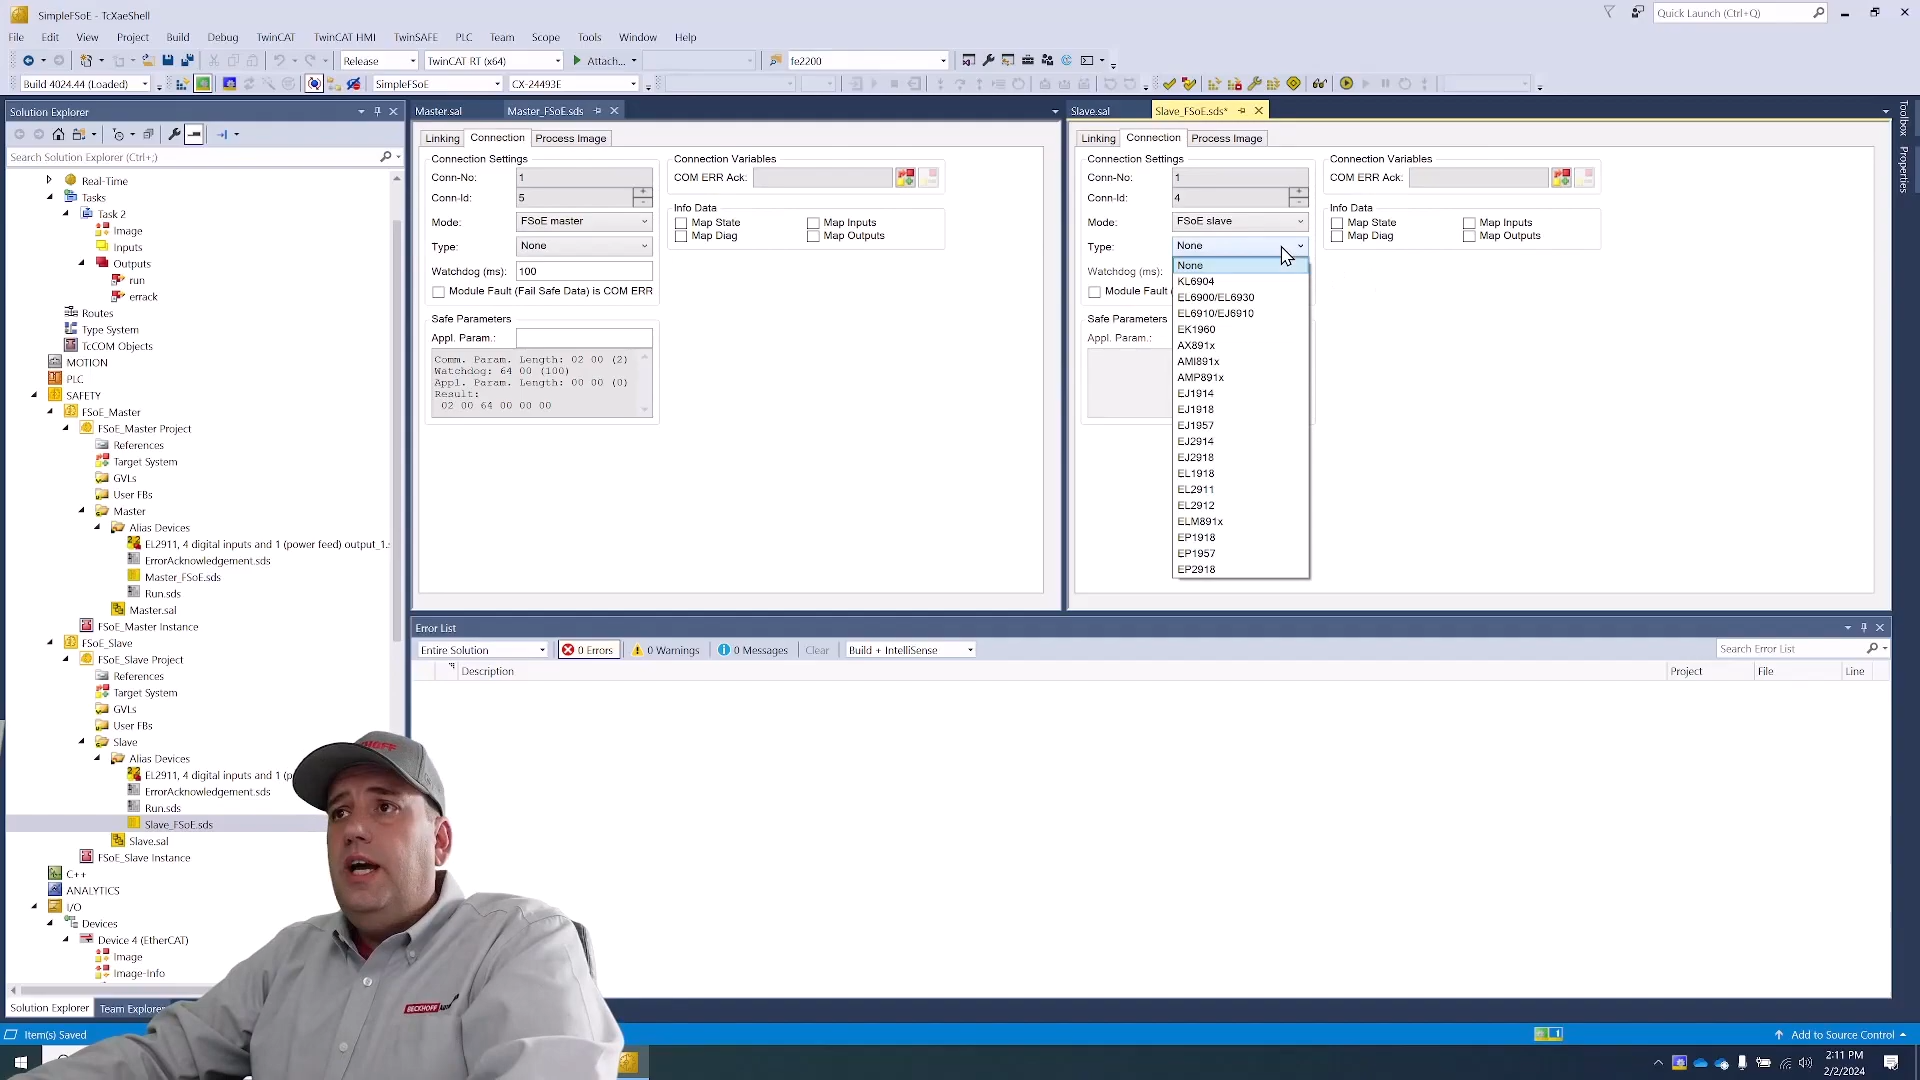 SimpleFSoE - TcXaeShell
Quick Launch (Ctrl+Q)
File Edit View Project Build Debug TwinCAT TwinCAT HMI TwinSAFE PLC Team Scope Tools Window Help
Release TwinCAT RT (x64) Attach... fe2200
Build 4024.44 (Loaded) SimpleFSoE CX-24493E
Solution Explorer
Search Solution Explorer (Ctrl+;)
Real-Time
Tasks
Task 2
Image
Inputs
Outputs
run
errack
Routes
Type System
TcCOM Objects
MOTION
PLC
SAFETY
FSoE_Master
FSoE_Master Project
References
Target System
GVLs
User FBs
Master
Alias Devices
EL2911, 4 digital inputs and 1 (power feed) output_1.s
ErrorAcknowledgement.sds
Master_FSoE.sds
Run.sds
Master.sal
FSoE_Master Instance
FSoE_Slave
FSoE_Slave Project
References
Target System
GVLs
User FBs
Slave
Alias Devices
EL2911, 4 digital inputs and 1 (p
ErrorAcknowledgement.sds
Run.sds
Slave_FSoE.sds
Slave.sal
FSoE_Slave Instance
C++
ANALYTICS
I/O
Devices
Device 4 (EtherCAT)
Image
Image-Info
Solution Explorer Team Explorer
Master.sal Master_FSoE.sds
Linking Connection Process Image
Connection Settings
Conn-No: 1
Conn-Id: 5
Mode: FSoE master
Type: None
Watchdog (ms): 100
Module Fault (Fail Safe Data) is COM ERR
Safe Parameters
Appl. Param.:
Comm. Param. Length: 02 00 (2)
Watchdog: 64 00 (100)
Appl. Param. Length: 00 00 (0)
Result:
02 00 64 00 00 00
Connection Variables
COM ERR Ack:
Info Data
Map State Map Inputs
Map Diag Map Outputs
Slave.sal Slave_FSoE.sds*
Linking Connection Process Image
Connection Settings
Conn-No: 1
Conn-Id: 4
Mode: FSoE slave
Type: None
Watchdog (ms):
Module Fault
Safe Parameters
Appl. Param.:
None
KL6904
EL6900/EL6930
EL6910/EJ6910
EK1960
AX891x
AMI891x
AMP891x
EJ1914
EJ1918
EJ1957
EJ2914
EJ2918
EL1918
EL2911
EL2912
ELM891x
EP1918
EP1957
EP2918
Connection Variables
COM ERR Ack:
Info Data
Map State Map Inputs
Map Diag Map Outputs
Toolbox
Properties
Error List
Entire Solution 0 Errors 0 Warnings 0 Messages Clear Build + IntelliSense Search Error List
Description Project File Line
BECKHOFF
Item(s) Saved
1
Add to Source Control
2:11 PM
2/2/2024